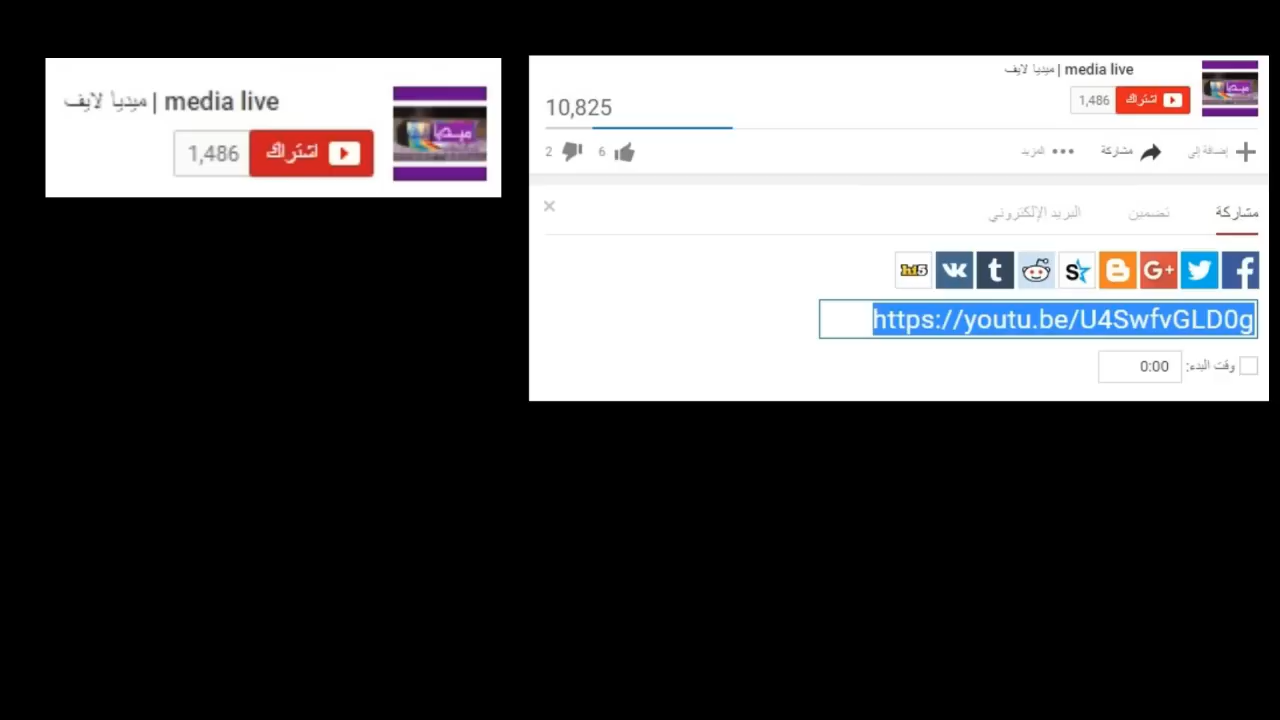 media live | ميديا لايف
اشتراك 1,486
media live | ميديا لايف
اشتراك 1,486
10,825
إضافة إلى مشاركة المزيد 6 2
مشاركة تضمين البريد الإلكتروني
https://youtu.be/U4SwfvGLD0g
وقت البدء: 0:00